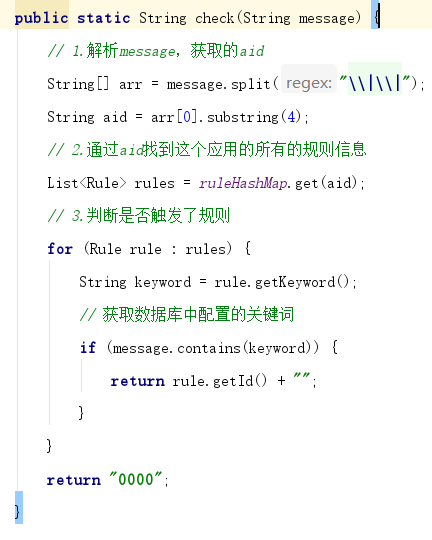 public static String check(String message) {
// 1.解析message，获取的aid
String[] arr = message.split( regex: "\\|\\|");
String aid = arr[0].substring(4);
// 2.通过aid找到这个应用的所有的规则信息
List<Rule> rules = ruleHashMap.get(aid);
// 3.判断是否触发了规则
for (Rule rule : rules) {
String keyword = rule.getKeyword();
// 获取数据库中配置的关键词
if (message.contains(keyword)) {
return rule.getId() + "";
}
}
return "0000";
}